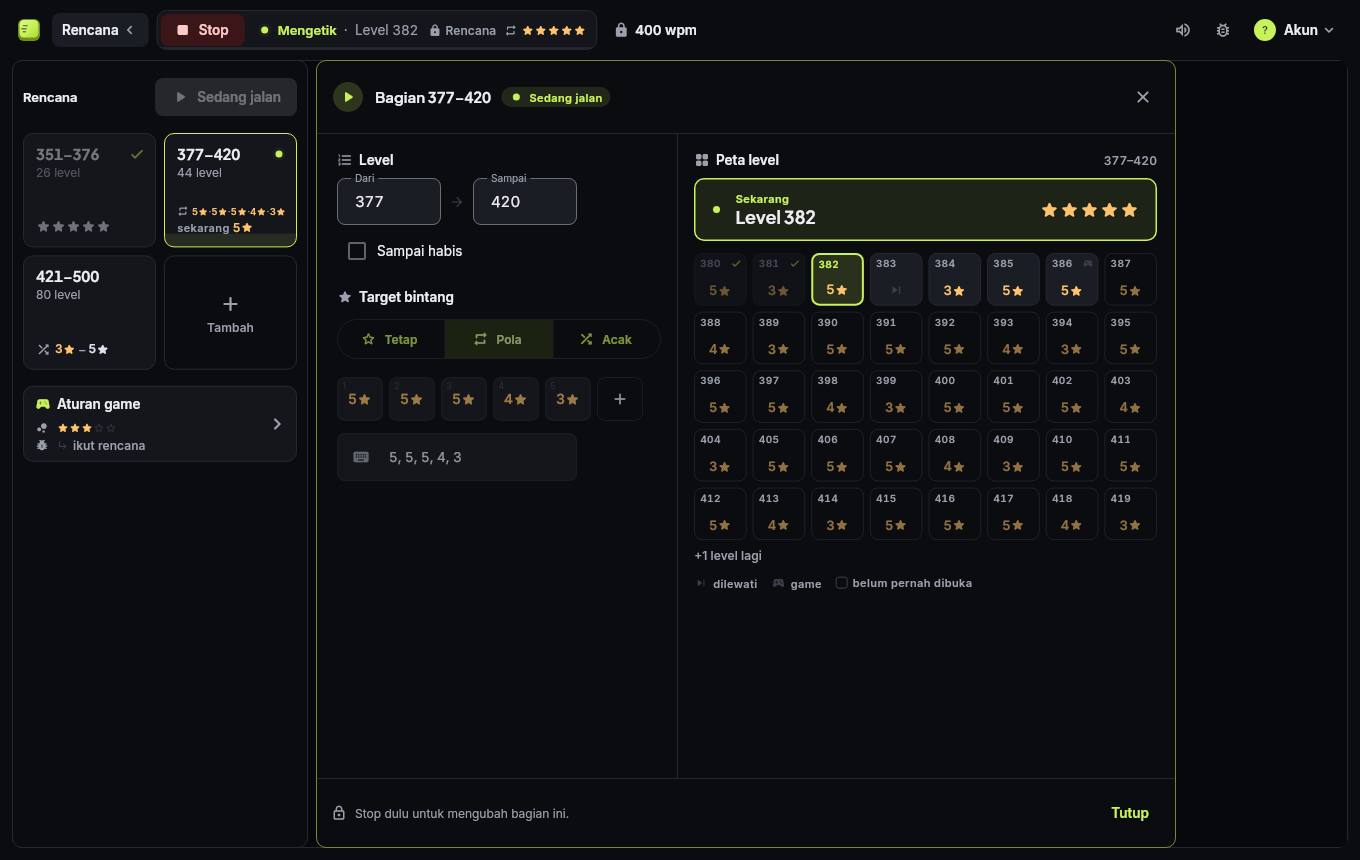 Rencana
Stop
Mengetik · Level 382
Rencana
400 wpm
?
Akun
Rencana
Sedang jalan
351–376
26 level
377–420
44 level
5★·5★·5★·4★·3★
sekarang 5★
421–500
80 level
3★ – 5★
+
Tambah
Aturan game
ikut rencana
Bagian 377–420
Sedang jalan
Level
Dari
377
→
Sampai
420
Sampai habis
Target bintang
Tetap
Pola
Acak
1 2 3 4 5
5★ 5★ 5★ 4★ 3★ +
5, 5, 5, 4, 3
Peta level
377–420
Sekarang
Level 382
380 381 382 383 384 385 386 387
5★ 3★ 5★ 3★ 5★ 5★ 5★
388 389 390 391 392 393 394 395
4★ 3★ 5★ 5★ 5★ 4★ 3★ 5★
396 397 398 399 400 401 402 403
5★ 5★ 4★ 3★ 5★ 5★ 5★ 4★
404 405 406 407 408 409 410 411
3★ 5★ 5★ 5★ 4★ 3★ 5★ 5★
412 413 414 415 416 417 418 419
5★ 4★ 3★ 5★ 5★ 5★ 4★ 3★
+1 level lagi
dilewati
game
belum pernah dibuka
Stop dulu untuk mengubah bagian ini.
Tutup